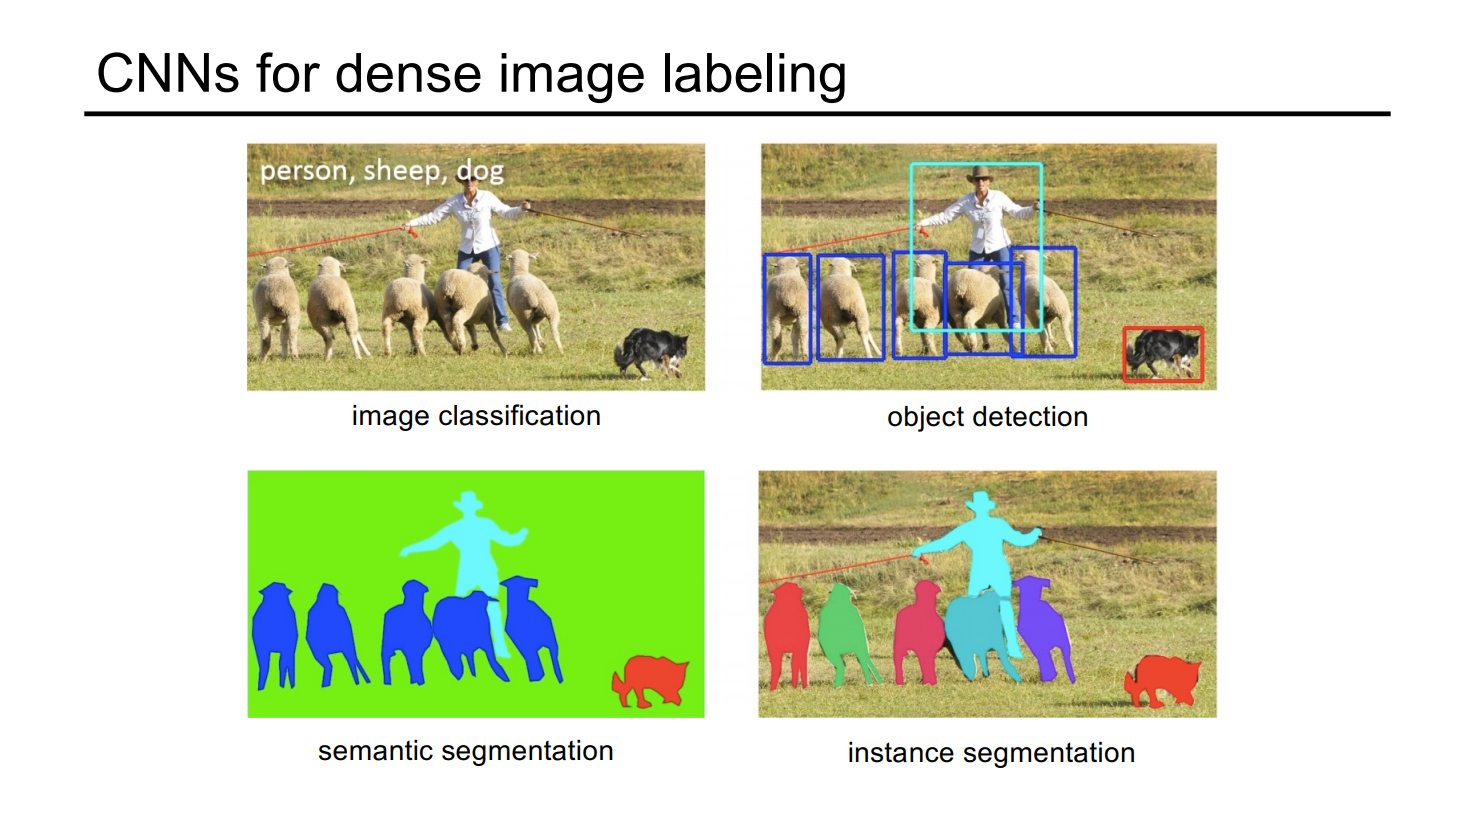 CNNs for dense image labeling
person, sheep, dog
image classification
object detection
semantic segmentation
instance segmentation